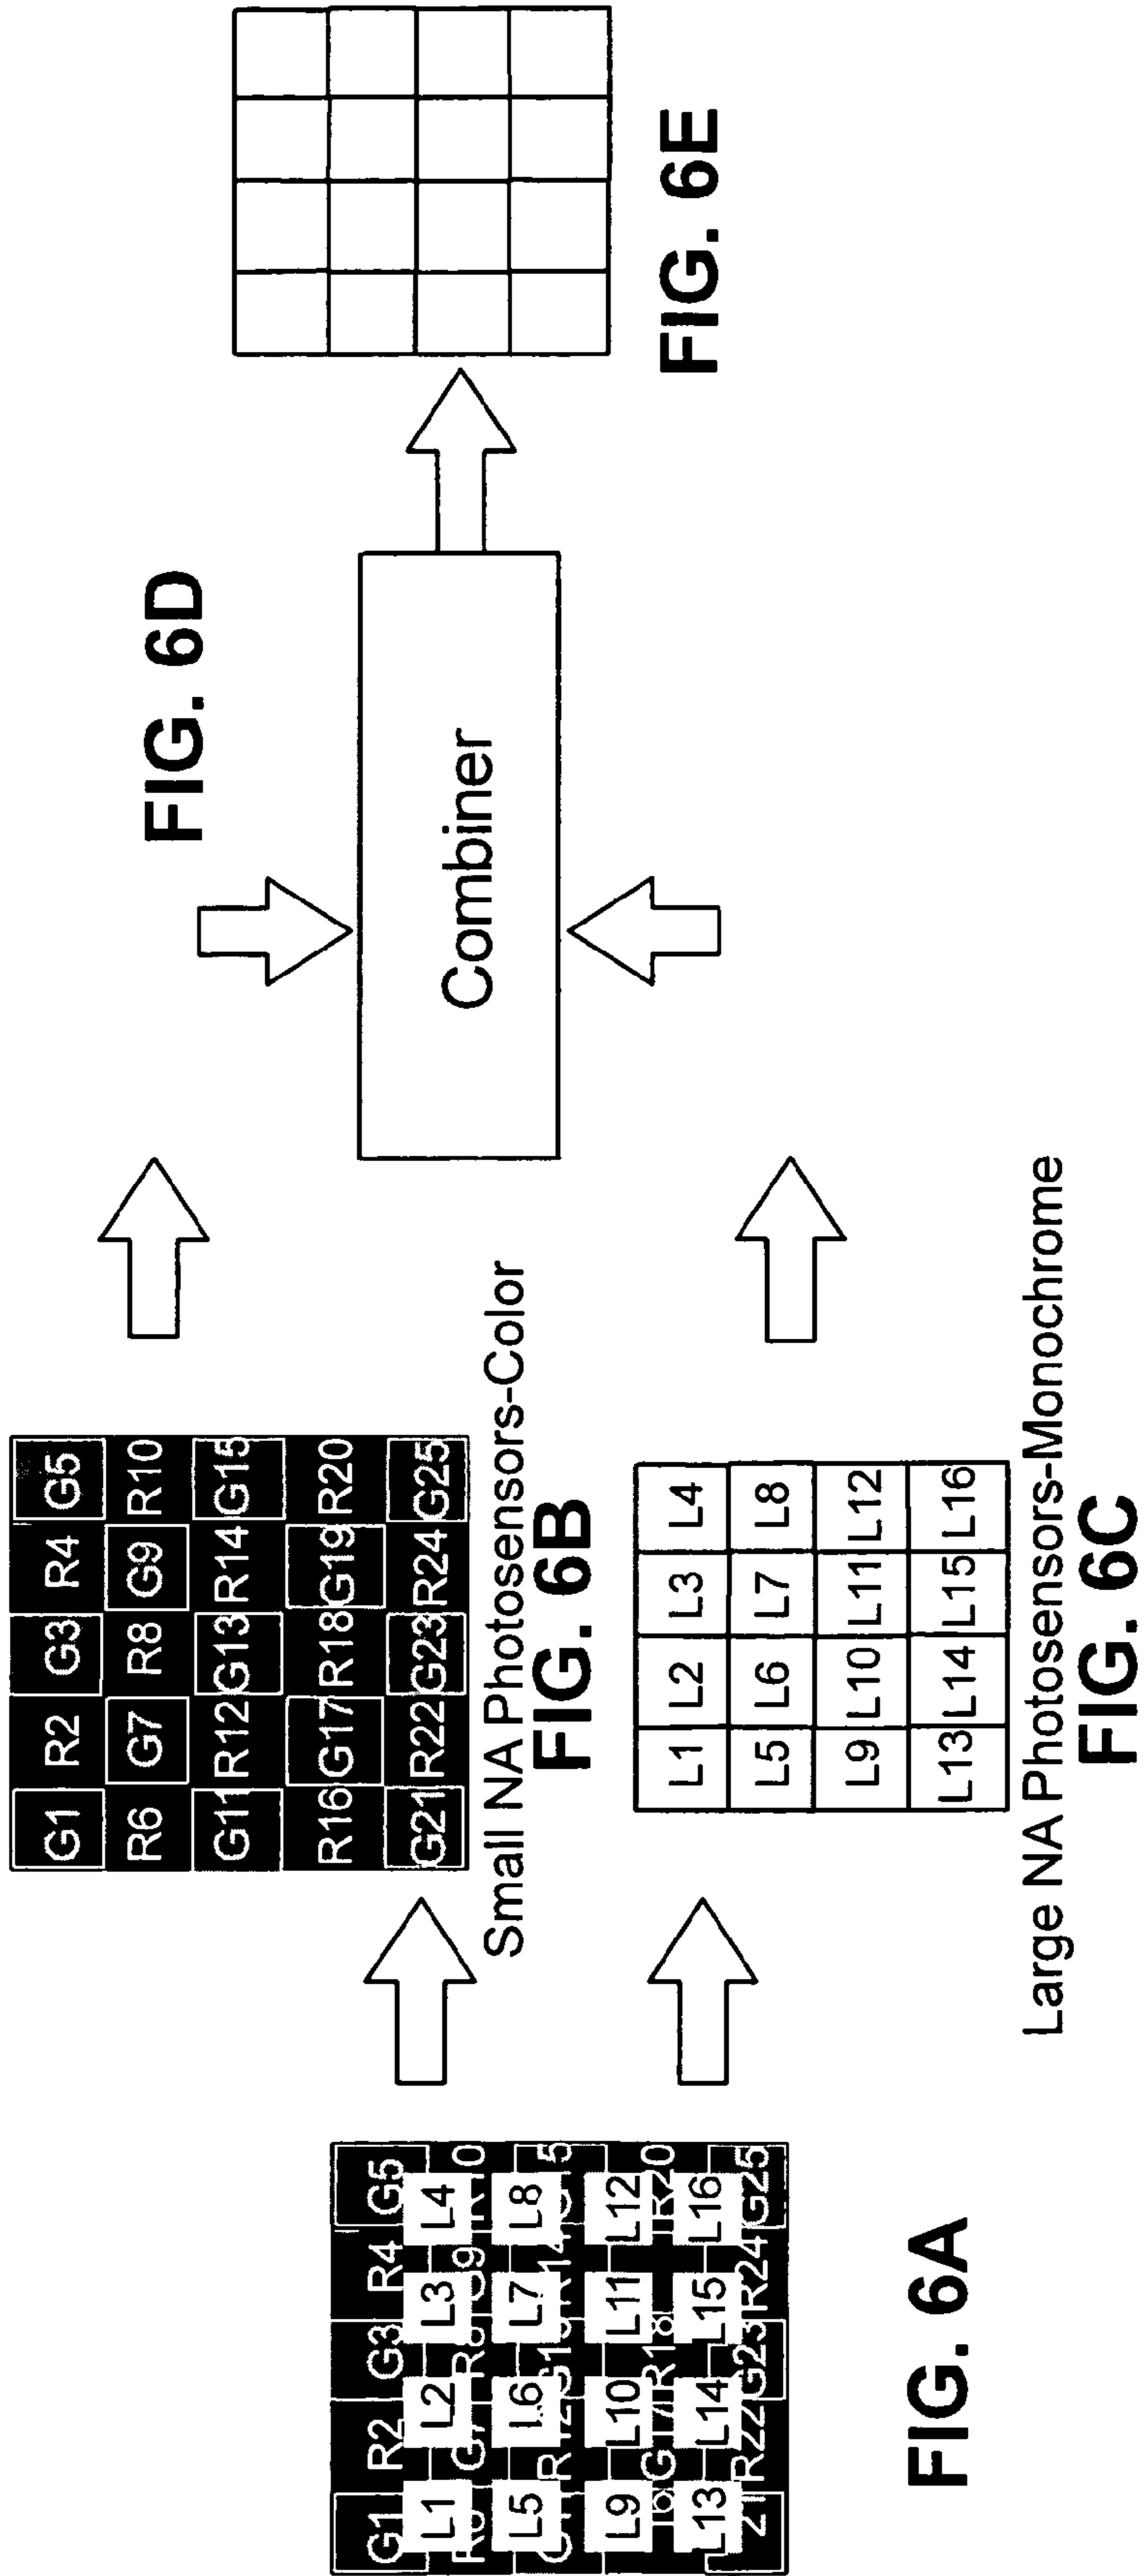 G1 R2 G3 R4 G5
L1 L2 L3 L4
L5 L6 L7 L8
L9 L10 L11 L12
R20
L13 L14 L15 L16
R22 G23 R24 G25
FIG. 6A
G1 R2 G3 R4 G5
R6 G7 R8 G9 R10
G11 R12 G13 R14 G15
R16 G17 R18 G19 R20
G21 R22 G23 R24 G25
Small NA Photosensors-Color
FIG. 6B
L1 L2 L3 L4
L5 L6 L7 L8
L9 L10 L11 L12
L13 L14 L15 L16
Large NA Photosensors-Monochrome
FIG. 6C
FIG. 6D
Combiner
FIG. 6E